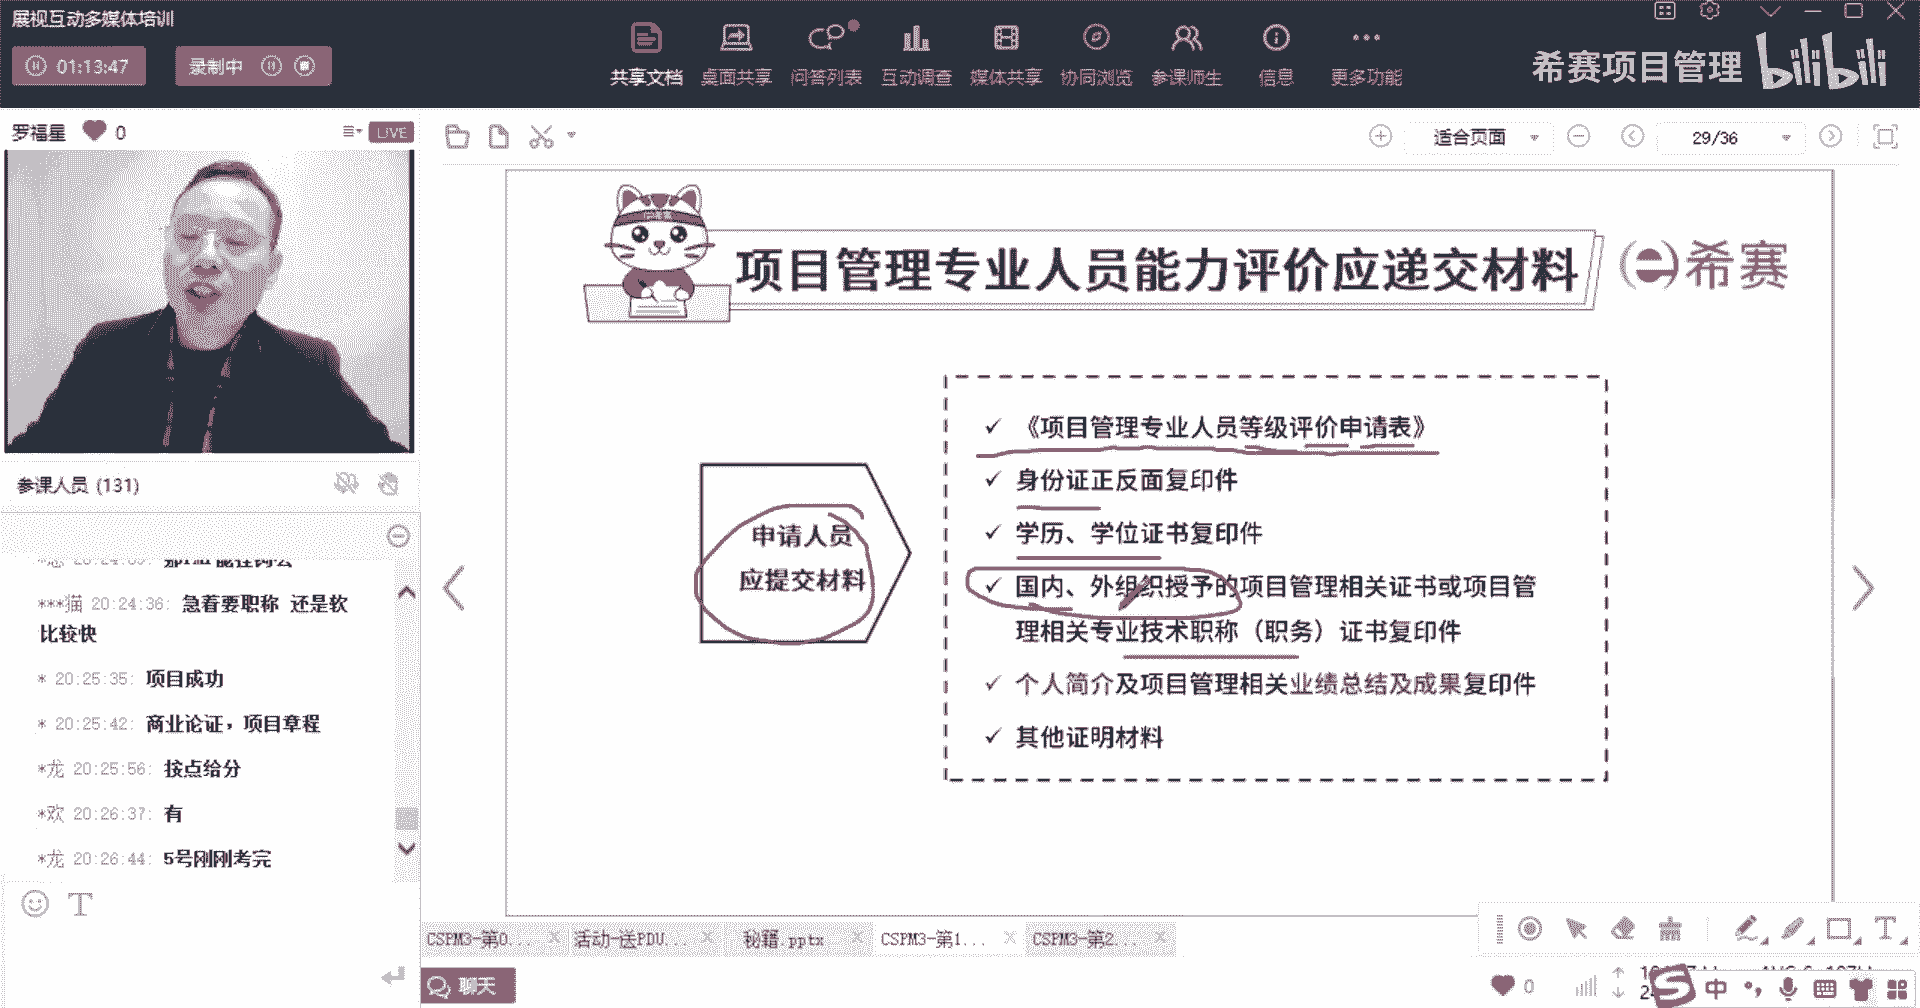 展视互动多媒体培训
01:13:47
录制中
共享文档 桌面共享 问答列表 互动调查 媒体共享 协同浏览 参课师生 信息 更多功能
希赛项目管理 bilibili
罗福星 0
LIVE
适合页面
29/36
项目管理专业人员能力评价应递交材料
希赛
申请人员
应提交材料
✓ 《项目管理专业人员等级评价申请表》
✓ 身份证正反面复印件
✓ 学历、学位证书复印件
✓ 国内、外组织授予的项目管理相关证书或项目管
理相关专业技术职称（职务）证书复印件
✓ 个人简介及项目管理相关业绩总结及成果复印件
✓ 其他证明材料
参课人员 (131)
***猫 20:24:36: 急着要职称 还是软
比较快
* 20:25:35: 项目成功
* 20:25:42: 商业论证，项目章程
*龙 20:25:56: 按点给分
*欢 20:26:37: 有
*龙 20:26:44: 5号刚刚考完
T
CSPM3-第0... 活动-送PDU... 秘籍.pptx CSPM3-第1... CSPM3-第2...
聊天
0
中